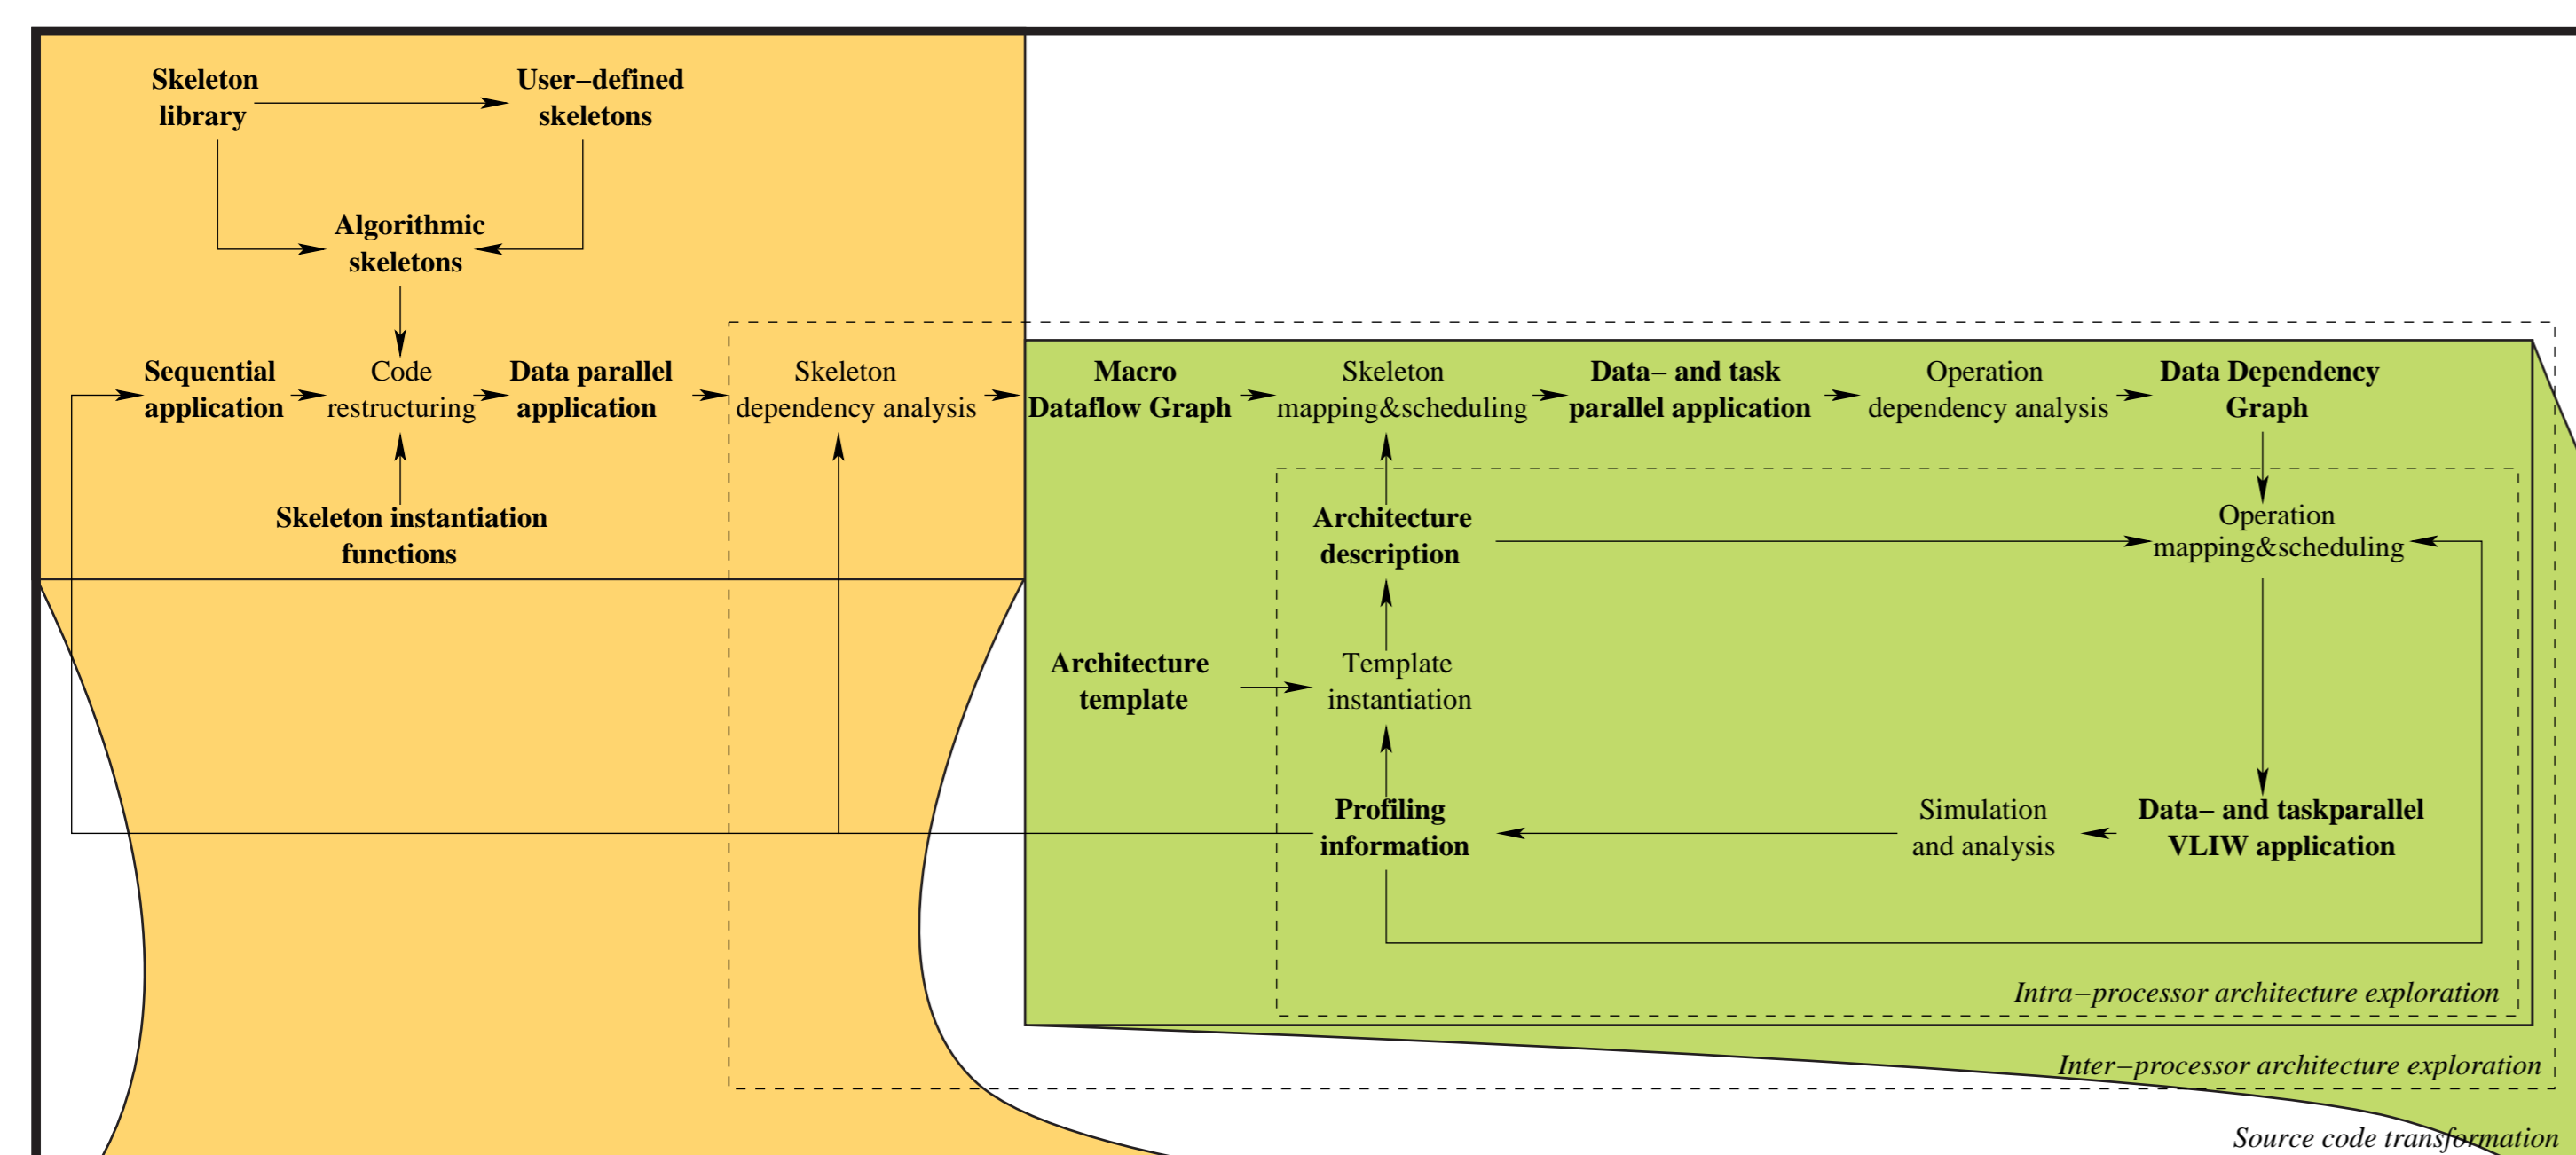 Skeleton
library
User–defined
skeletons
Algorithmic
skeletons
Sequential
application
Code
restructuring
Data parallel
application
Skeleton
dependency analysis
Macro
Dataflow Graph
Skeleton
mapping&scheduling
Data– and task
parallel application
Operation
dependency analysis
Data Dependency
Graph
Skeleton instantiation
functions
Architecture
description
Operation
mapping&scheduling
Architecture
template
Template
instantiation
Profiling
information
Simulation
and analysis
Data– and taskparallel
VLIW application
Intra–processor architecture exploration
Inter–processor architecture exploration
Source code transformation